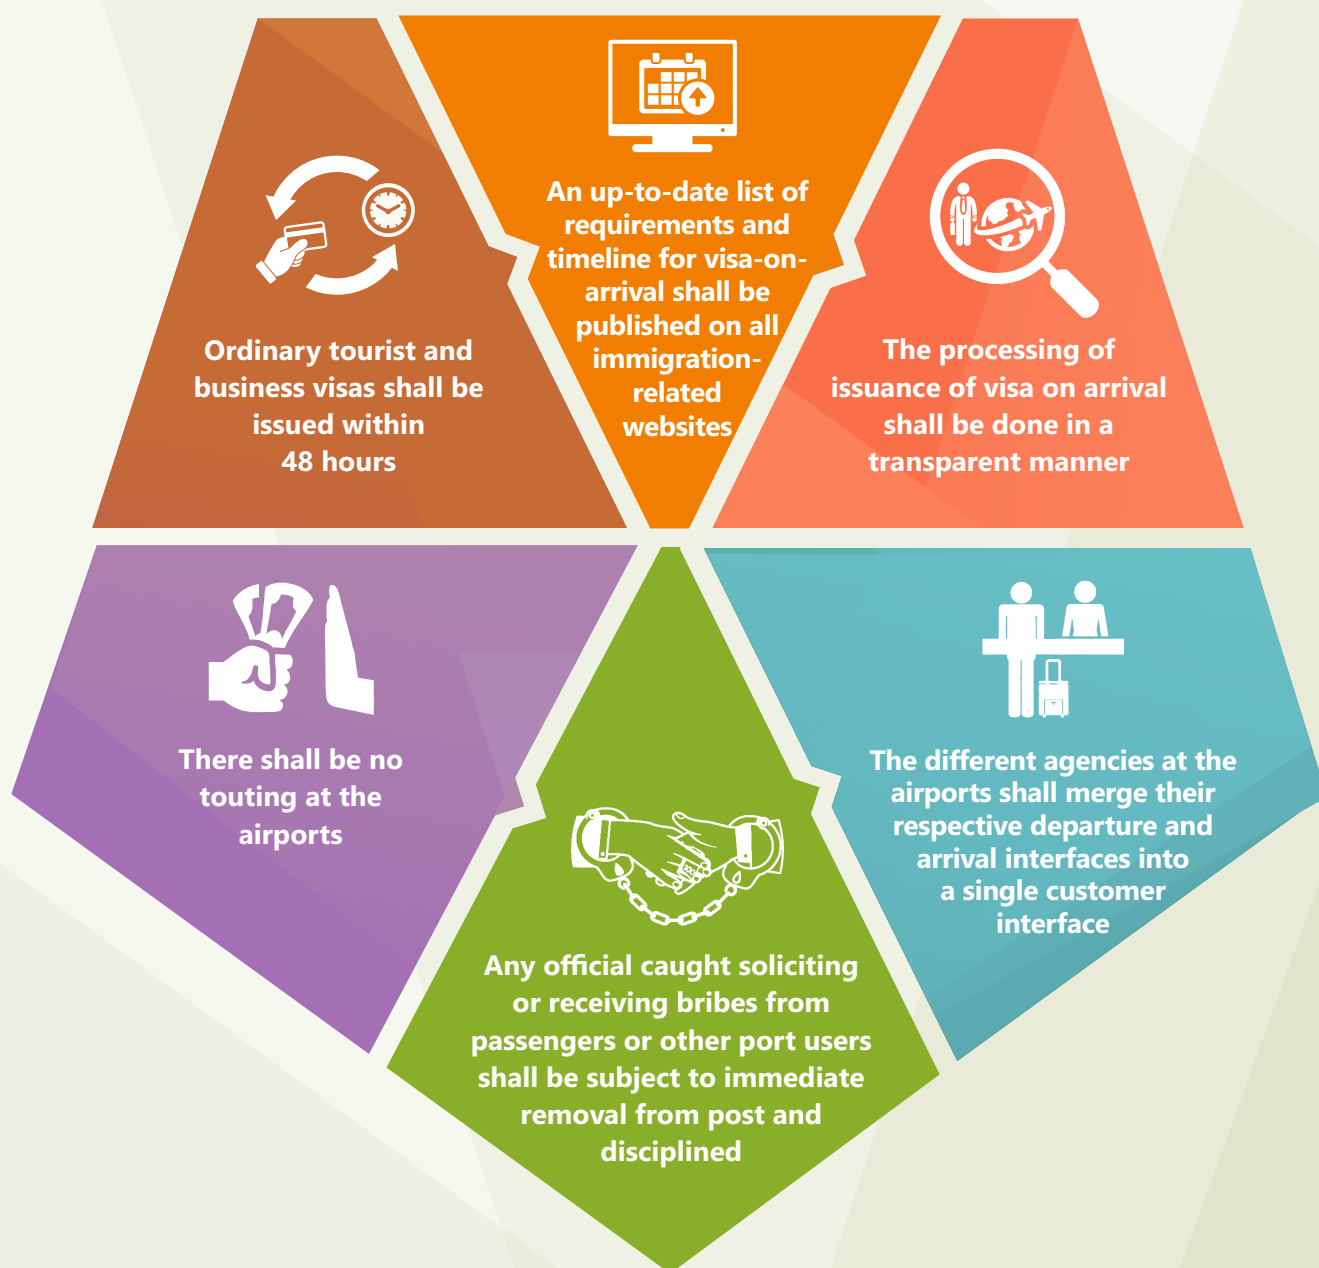 Ordinary tourist and
business visas shall be
issued within
48 hours
An up-to-date list of
requirements and
timeline for visa-on-
arrival shall be
published on all
immigration-
related
websites
The processing of
issuance of visa on arrival
shall be done in a
transparent manner
There shall be no
touting at the
airports
Any official caught soliciting
or receiving bribes from
passengers or other port users
shall be subject to immediate
removal from post and
disciplined
The different agencies at the
airports shall merge their
respective departure and
arrival interfaces into
a single customer
interface